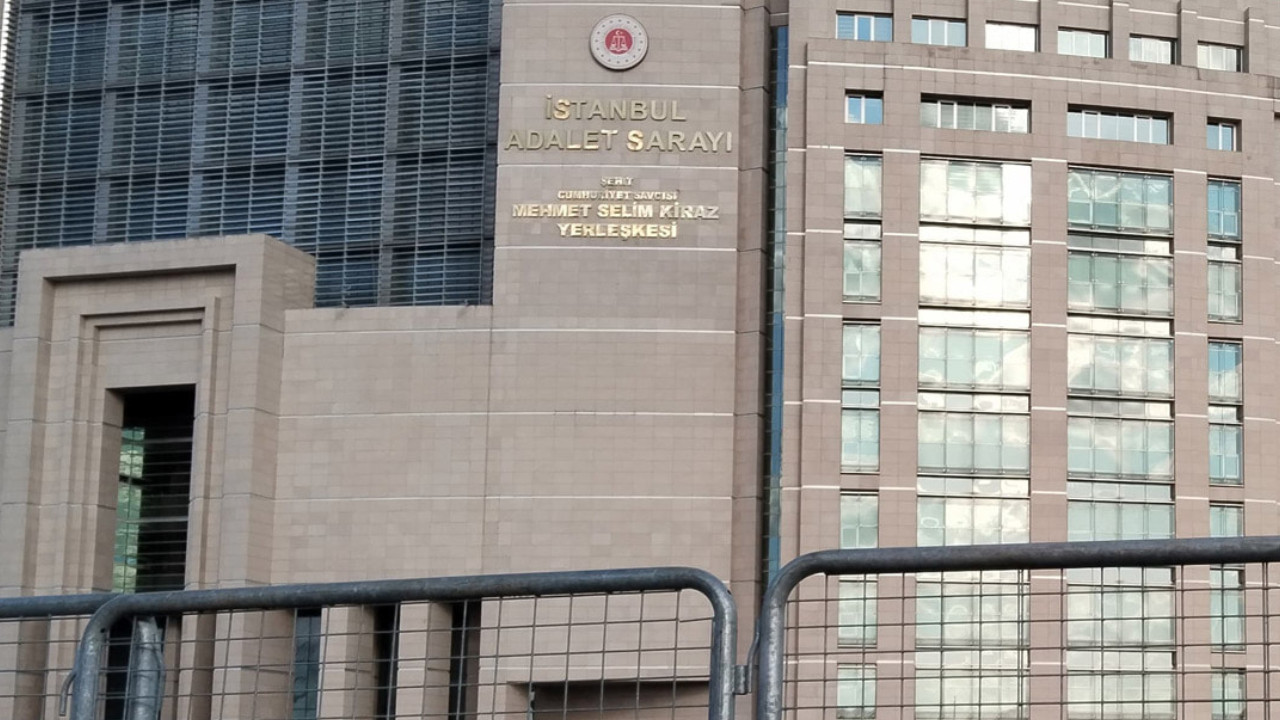 İSTANBUL
ADALET SARAYI
ŞEHİT
CUMHURİYET SAVCISI
MEHMET SELİM KİRAZ
YERLEŞKESİ